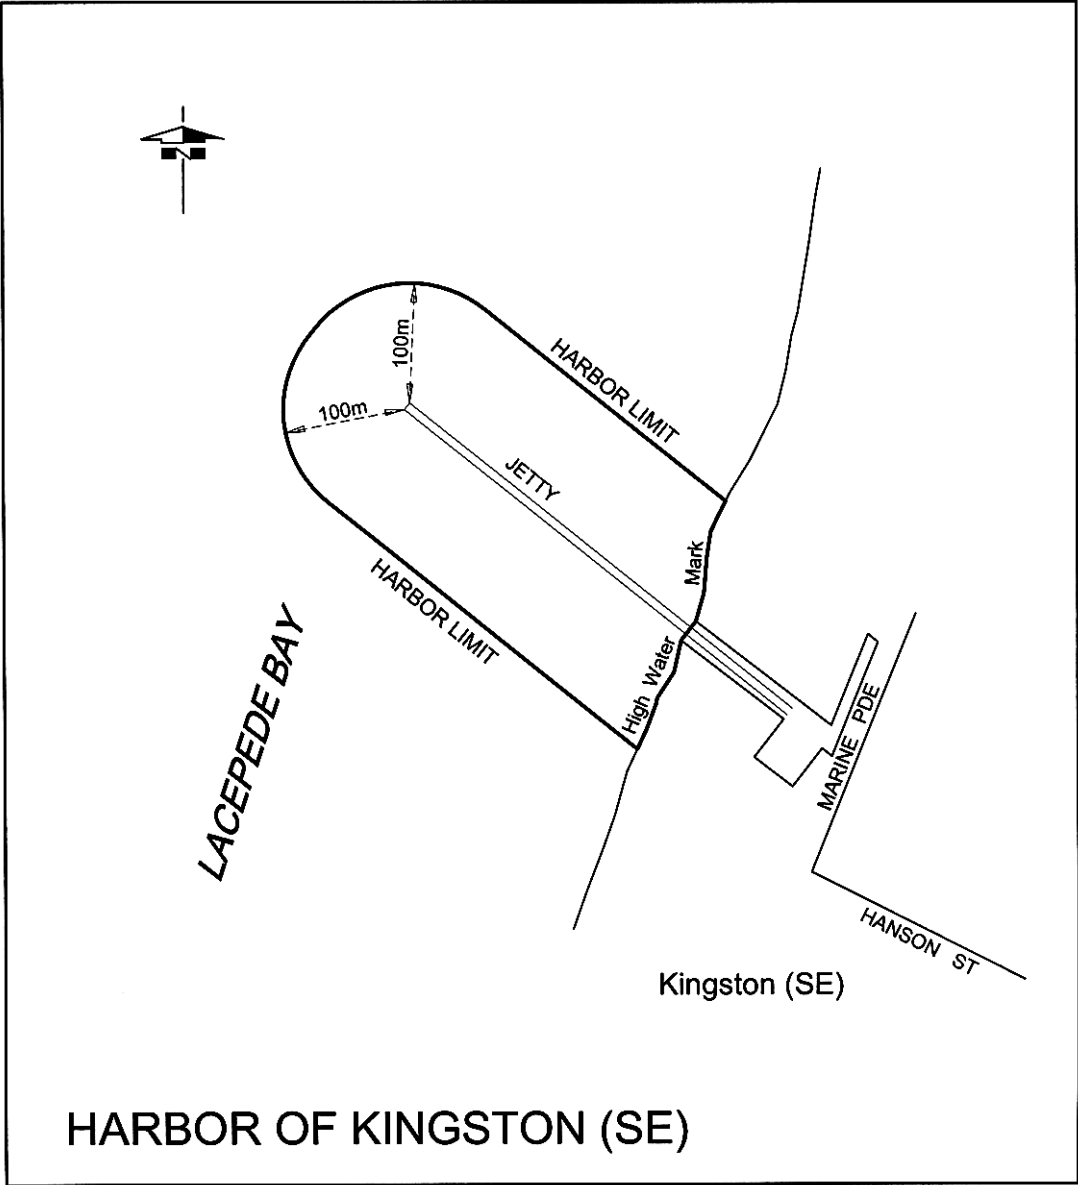 N
100m
100m
HARBOR LIMIT
JETTY
Mark
HARBOR LIMIT
High Water
LACEPEDE BAY
MARINE PDE
HANSON ST
Kingston (SE)
HARBOR OF KINGSTON (SE)